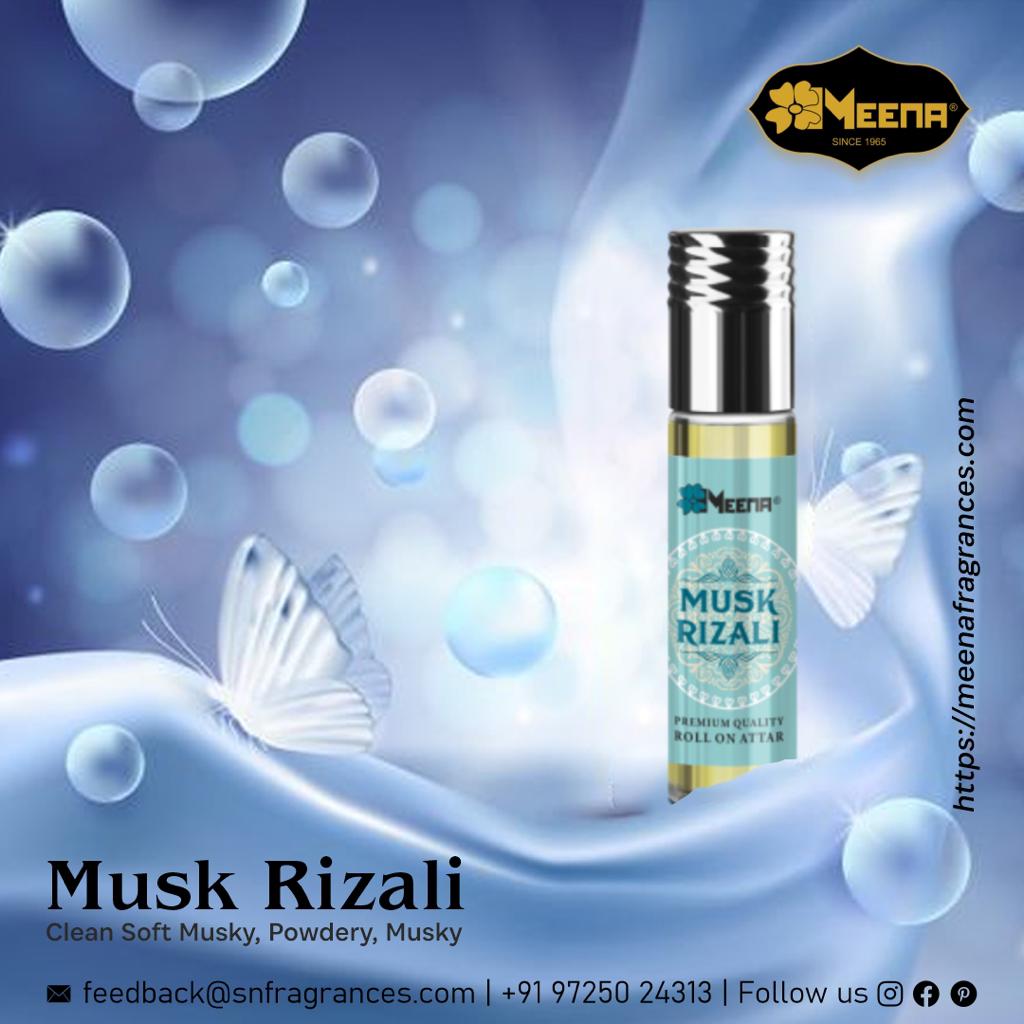 MEENA®
SINCE 1965
MEENA®
MUSK
RIZALI
PREMIUM QUALITY
ROLL ON ATTAR
https://meenafragrances.com
Musk Rizali
Clean Soft Musky, Powdery, Musky
feedback@snfragrances.com | +91 97250 24313 | Follow us